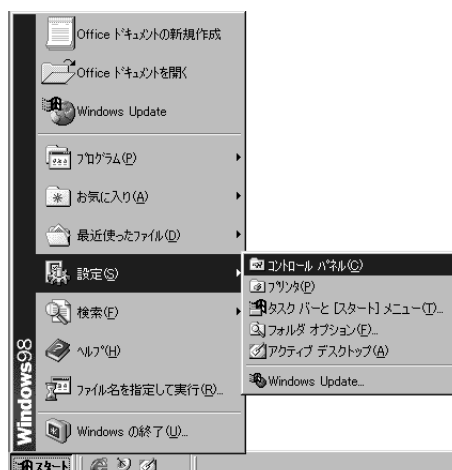 Office ﾄﾞｷｭﾒﾝﾄの新規作成
Office ﾄﾞｷｭﾒﾝﾄを開く
Windows Update
ﾌﾟﾛｸﾞﾗﾑ(P)
お気に入り(A)
最近使ったﾌｧｲﾙ(D)
設定(S)
検索(F)
ﾍﾙﾌﾟ(H)
ﾌｧｲﾙ名を指定して実行(R)...
Windows の終了(U)...
Windows98
コントロール パネル(C)
プリンタ(P)
タスク バーと [スタート] メニュー(T)...
フォルダ オプション(F)...
アクティブ デスクトップ(A)
Windows Update...
スタート